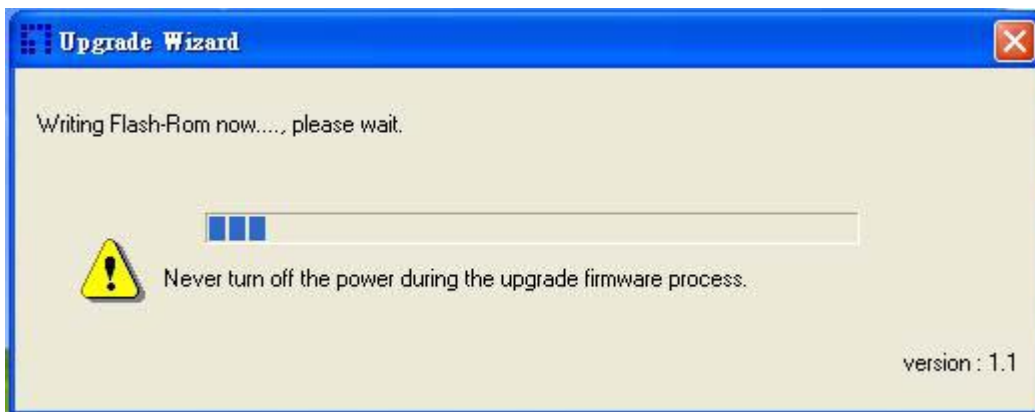 Upgrade Wizard
Writing Flash-Rom now...., please wait.
Never turn off the power during the upgrade firmware process.
version : 1.1